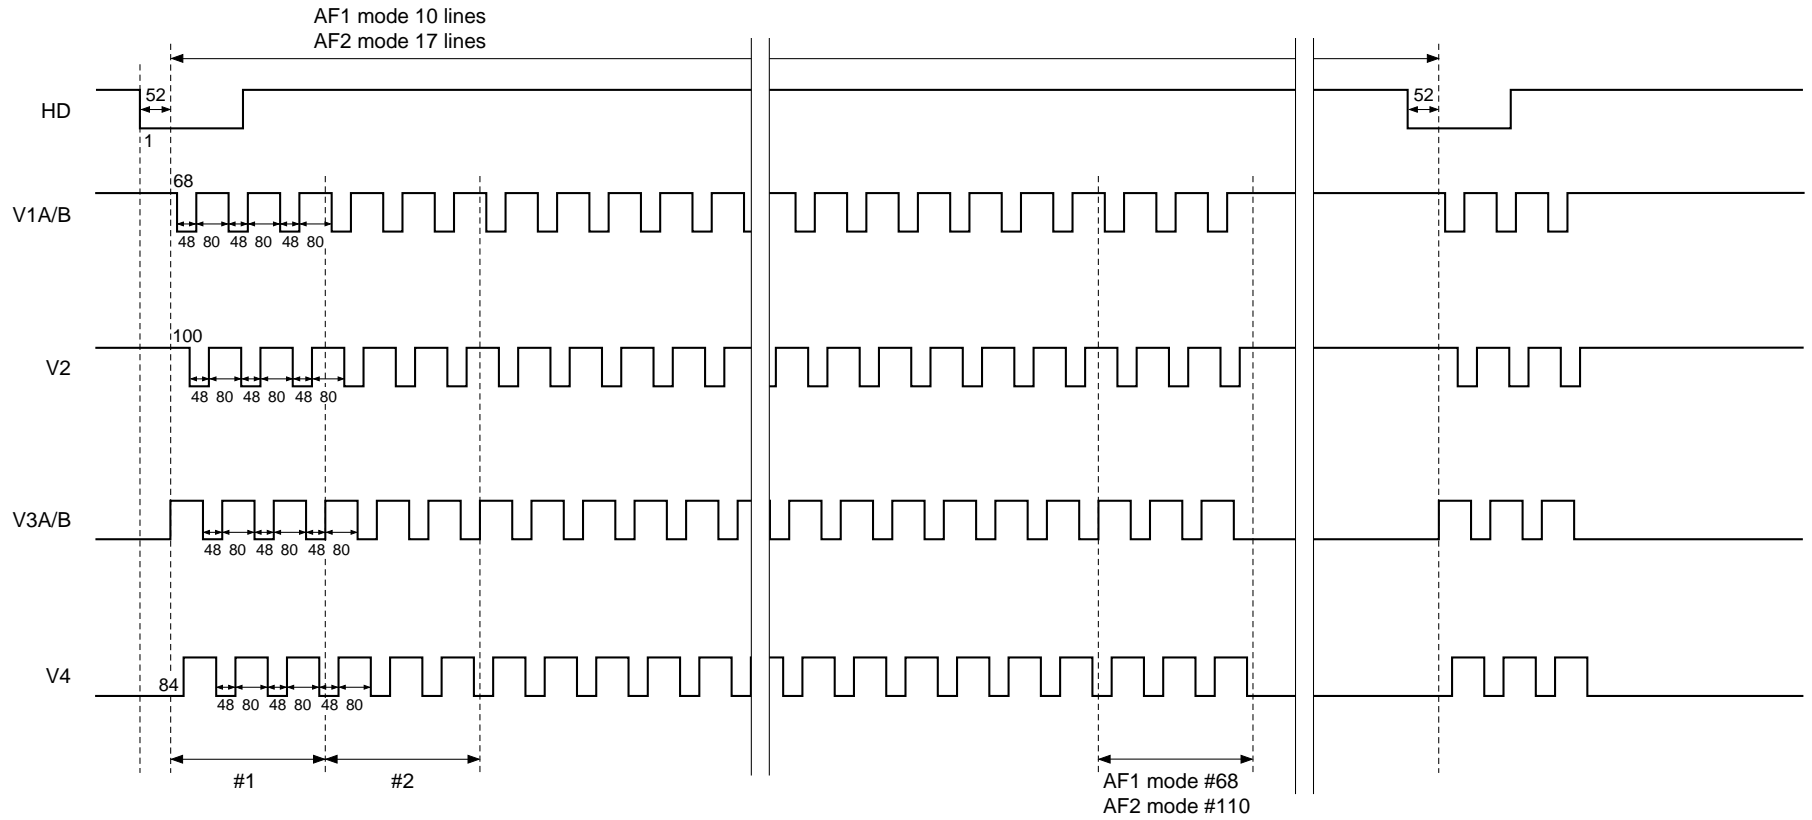 AF1 mode 10 lines
AF2 mode 17 lines
HD
52
1
52
V1A/B
68
48 80 48 80 48 80
V2
100
48 80 48 80 48 80
V3A/B
48 80 48 80 48 80
V4
84
48 80 48 80 48 80
#1
#2
AF1 mode #68
AF2 mode #110